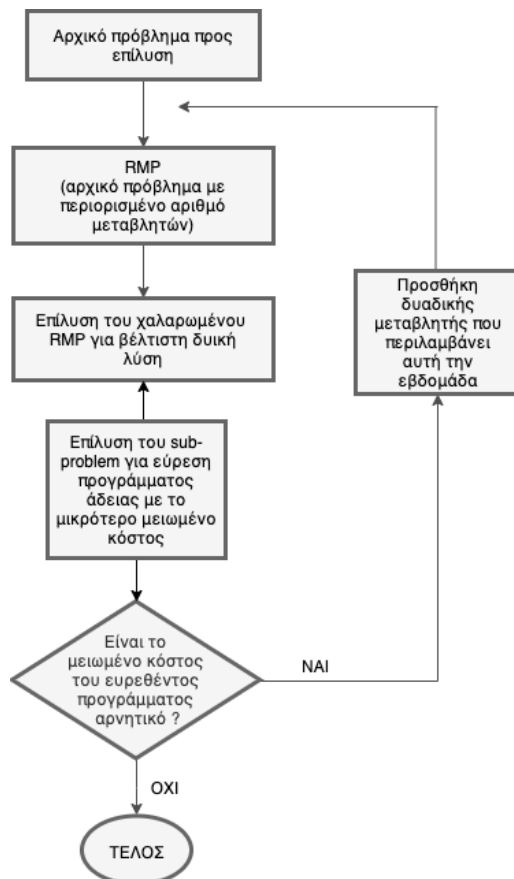 Αρχικό πρόβλημα προς
επίλυση
RMP
(αρχικό πρόβλημα με
περιορισμένο αριθμό
μεταβλητών)
Επίλυση του χαλαρωμένου
RMP για βέλτιστη δυική
λύση
Προσθήκη
δυαδικής
μεταβλητής που
περιλαμβάνει
αυτή την
εβδομάδα
Επίλυση του sub-
problem για εύρεση
προγράμματος
άδειας με το
μικρότερο μειωμένο
κόστος
Είναι το
μειωμένο κόστος
του ευρεθέντος
προγράμματος
αρνητικό ?
ΝΑΙ
ΟΧΙ
ΤΕΛΟΣ